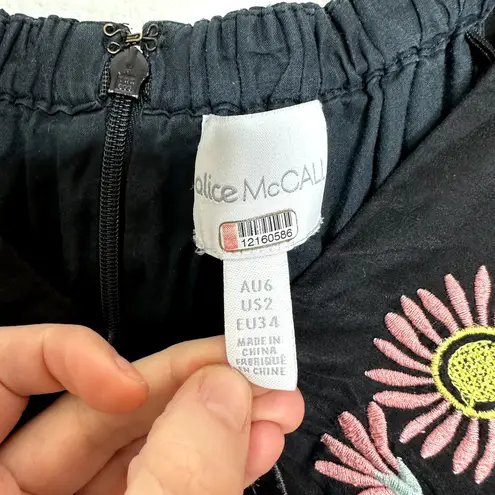 alice McCALL
12160586
AU6
US2
EU34
MADE IN
CHINA
FABRIQUÉ
EN CHINE